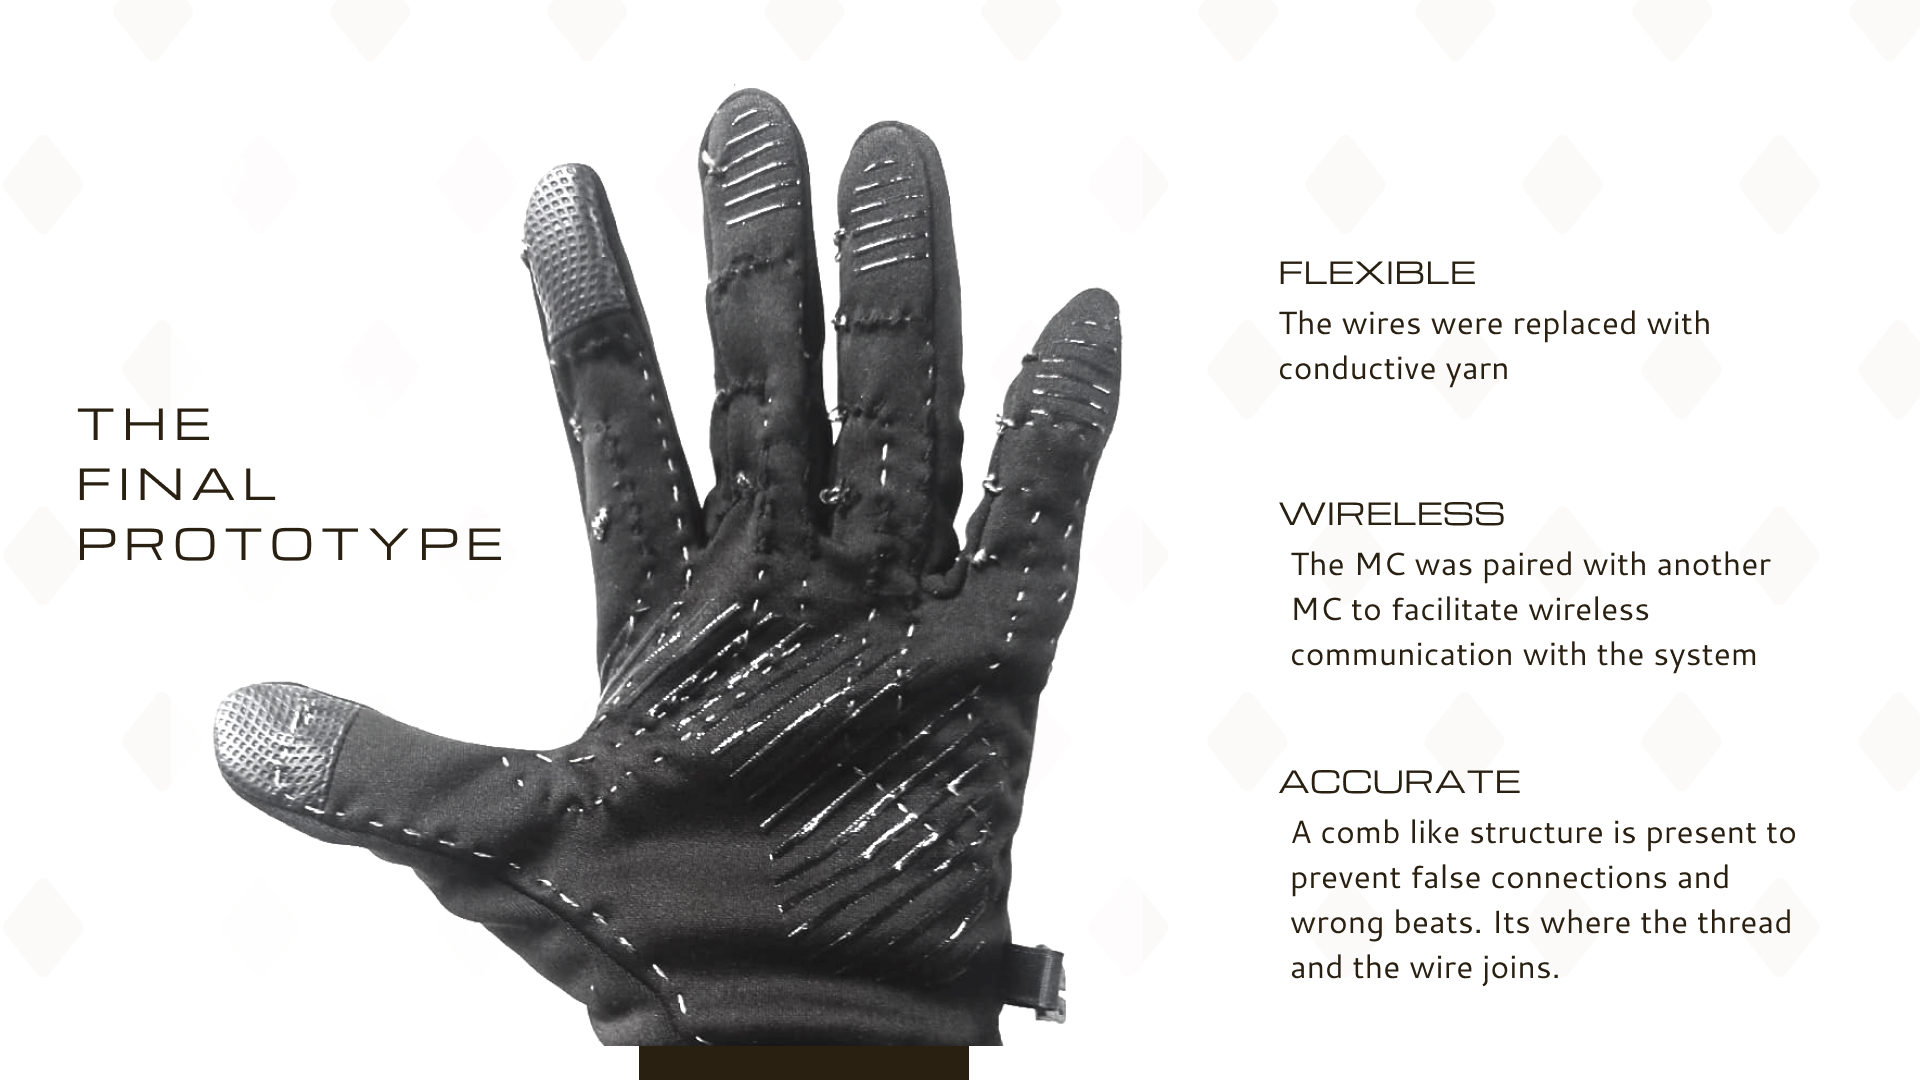 THE
FINAL
PROTOTYPE
FLEXIBLE
The wires were replaced with
conductive yarn
WIRELESS
The MC was paired with another
MC to facilitate wireless
communication with the system
ACCURATE
A comb like structure is present to
prevent false connections and
wrong beats. Its where the thread
and the wire joins.